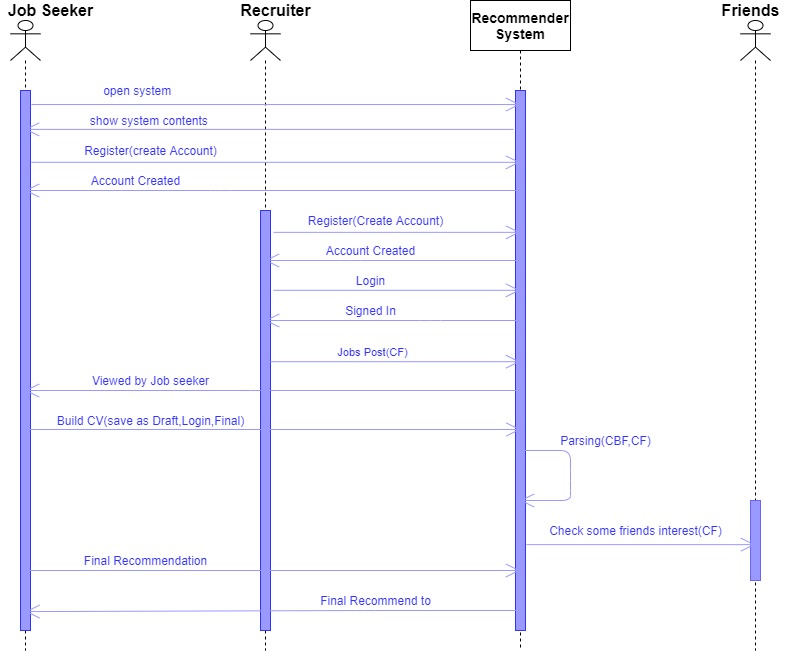 Job Seeker
Recruiter
Recommender
System
Friends
open system
show system contents
Register(create Account)
Account Created
Register(Create Account)
Account Created
Login
Signed In
Jobs Post(CF)
Viewed by Job seeker
Build CV(save as Draft,Login,Final)
Parsing(CBF,CF)
Check some friends interest(CF)
Final Recommendation
Final Recommend to